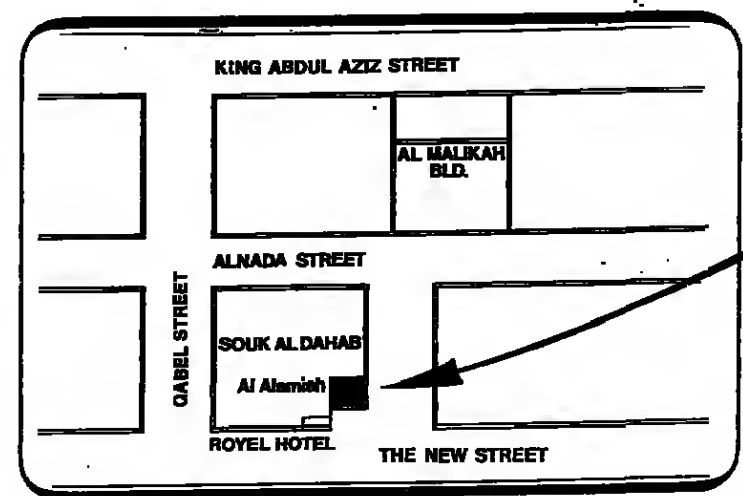 KING ABDUL AZIZ STREET
AL MALIKAH
BLD.
ALNADA STREET
QABEL STREET
SOUK AL DAHAB
Al Alamiah
ROYEL HOTEL
THE NEW STREET